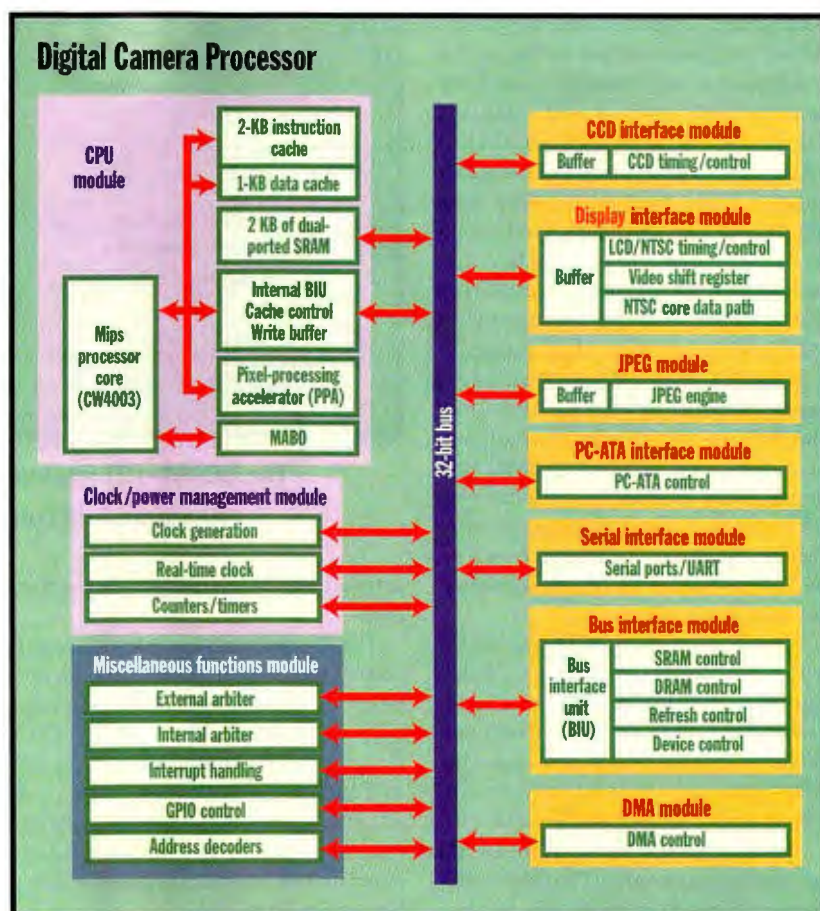 Digital Camera Processor
CPU
module
2-KB instruction
cache
1-KB data cache
2 KB of dual-
ported SRAM
Internal BIU
Cache control
Write buffer
Mips
processor
core
(CW4003)
Pixel-processing
accelerator (PPA)
MABO
Clock/power management module
Clock generation
Real-time clock
Counters/timers
Miscellaneous functions module
External arbiter
Internal arbiter
Interrupt handling
GPIO control
Address decoders
32-bit bus
CCD interface module
Buffer
CCD timing/control
Display interface module
Buffer
LCD/NTSC timing/control
Video shift register
NTSC core data path
JPEG module
Buffer
JPEG engine
PC-ATA interface module
PC-ATA control
Serial interface module
Serial ports/UART
Bus interface module
Bus
interface
unit
(BIU)
SRAM control
DRAM control
Refresh control
Device control
DMA module
DMA control